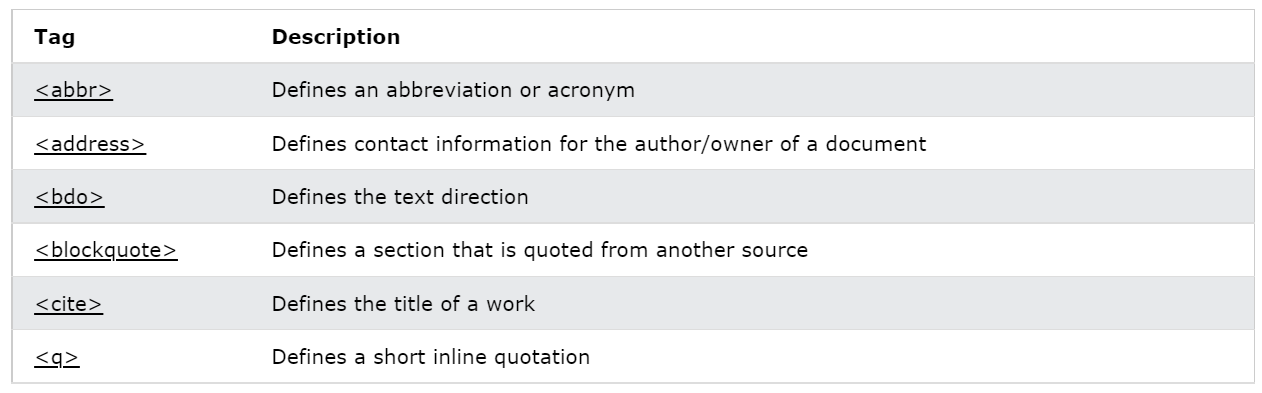 Tag Description
<abbr> Defines an abbreviation or acronym
<address> Defines contact information for the author/owner of a document
<bdo> Defines the text direction
<blockquote> Defines a section that is quoted from another source
<cite> Defines the title of a work
<q> Defines a short inline quotation